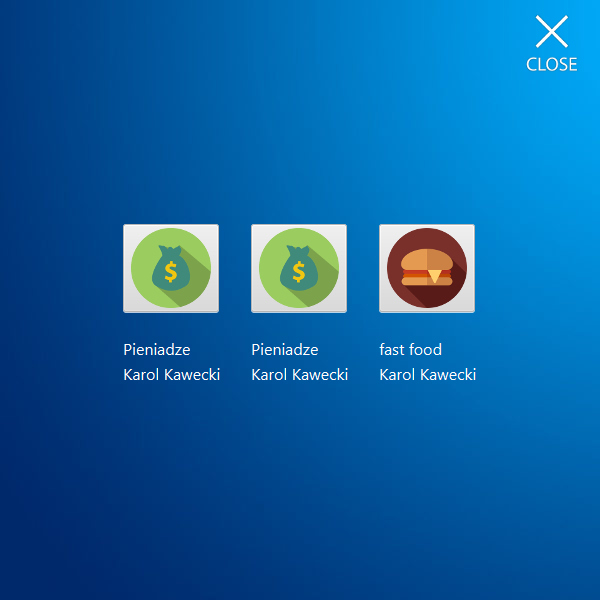 CLOSE
$ $
Pieniadze Pieniadze fast food
Karol Kawecki Karol Kawecki Karol Kawecki